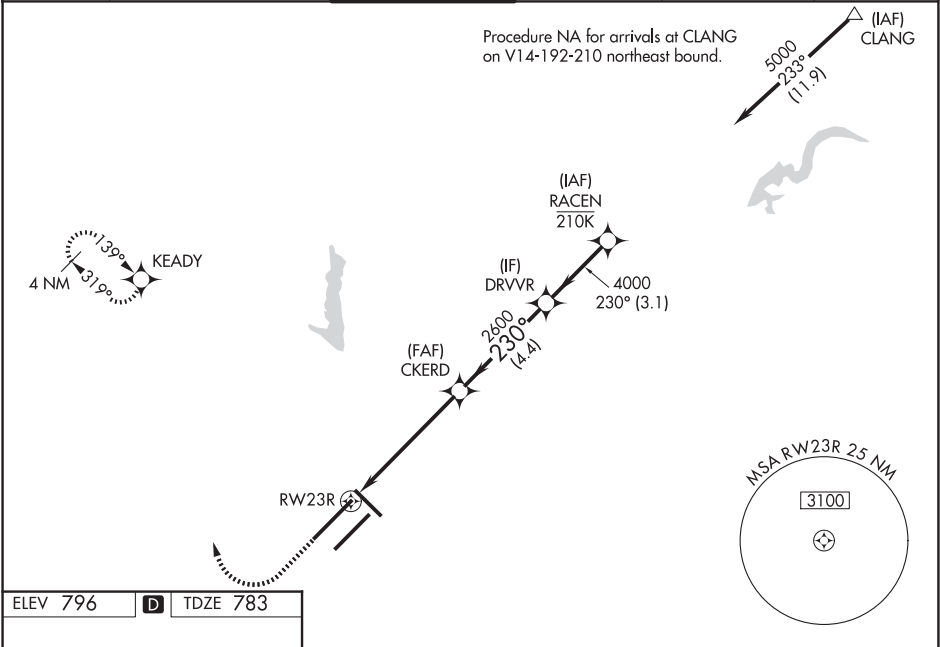 Procedure NA for arrivals at CLANG
on V14-192-210 northeast bound.
(IAF)
CLANG
5000
233°
(11.9)
(IAF)
RACEN
210K
4000
230° (3.1)
(IF)
DRVVR
2600
230°
(4.4)
(FAF)
CKERD
KEADY
139°
319°
4 NM
RW23R
MSA RW23R 25 NM
3100
ELEV 796 D TDZE 783